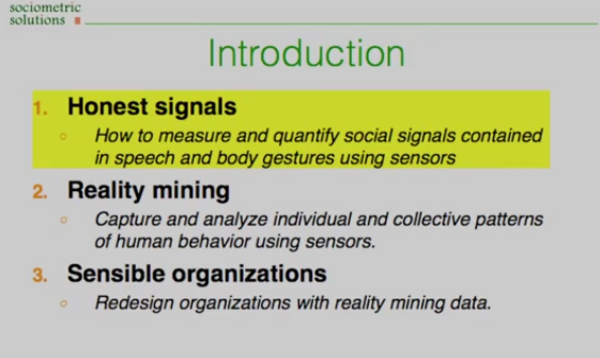 sociometric
solutions
Introduction
1. Honest signals
○ How to measure and quantify social signals contained
in speech and body gestures using sensors
2. Reality mining
○ Capture and analyze individual and collective patterns
of human behavior using sensors.
3. Sensible organizations
○ Redesign organizations with reality mining data.